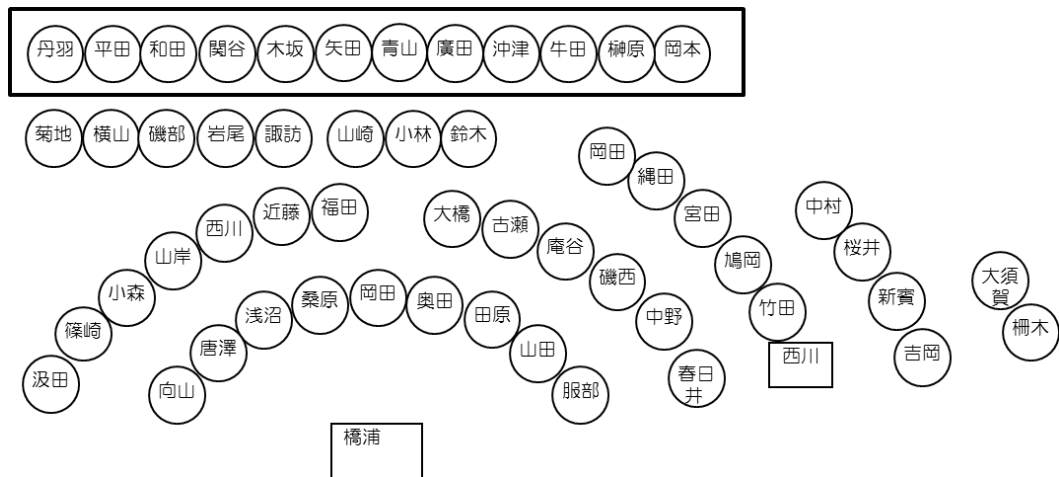 丹羽 平田 和田 関谷 木坂 矢田 青山 廣田 沖津 牛田 榊原 岡本
菊地 横山 磯部 岩尾 諏訪 山崎 小林 鈴木
岡田 縄田 宮田 鳩岡 竹田
中村 桜井 新賓 吉岡
大須
賀
柵木
福田 近藤 西川 山岸 小森 篠崎 汲田
大橋 古瀬 庵谷 磯西 中野 春日
井
西川
向山 唐澤 浅沼 桑原 岡田 奥田 田原 山田 服部
橋浦